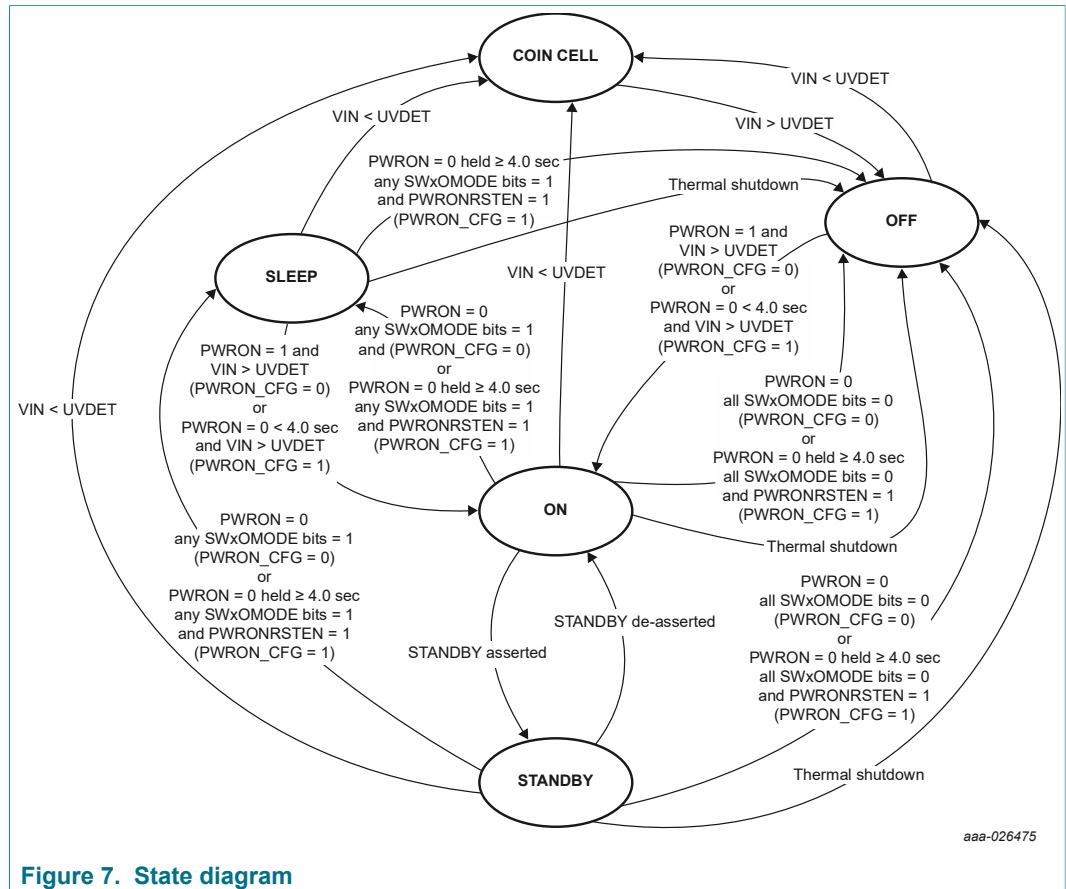 COIN CELL
VIN < UVDET
VIN < UVDET
VIN > UVDET
PWRON = 0 held ≥ 4.0 sec
any SWxOMODE bits = 1
and PWRONRSTEN = 1
(PWRON_CFG = 1)
Thermal shutdown
OFF
PWRON = 1 and
VIN > UVDET
(PWRON_CFG = 0)
or
PWRON = 0 < 4.0 sec
and VIN > UVDET
(PWRON_CFG = 1)
SLEEP
VIN < UVDET
PWRON = 0
any SWxOMODE bits = 1
and (PWRON_CFG = 0)
or
PWRON = 0 held ≥ 4.0 sec
any SWxOMODE bits = 1
and PWRONRSTEN = 1
(PWRON_CFG = 1)
PWRON = 1 and
VIN > UVDET
(PWRON_CFG = 0)
or
PWRON = 0 < 4.0 sec
and VIN > UVDET
(PWRON_CFG = 1)
VIN < UVDET
PWRON = 0
all SWxOMODE bits = 0
(PWRON_CFG = 0)
or
PWRON = 0 held ≥ 4.0 sec
all SWxOMODE bits = 0
and PWRONRSTEN = 1
(PWRON_CFG = 1)
ON
Thermal shutdown
PWRON = 0
any SWxOMODE bits = 1
(PWRON_CFG = 0)
or
PWRON = 0 held ≥ 4.0 sec
any SWxOMODE bits = 1
and PWRONRSTEN = 1
(PWRON_CFG = 1)
STANDBY asserted
STANDBY de-asserted
PWRON = 0
all SWxOMODE bits = 0
(PWRON_CFG = 0)
or
PWRON = 0 held ≥ 4.0 sec
all SWxOMODE bits = 0
and PWRONRSTEN = 1
(PWRON_CFG = 1)
STANDBY
Thermal shutdown
aaa-026475
Figure 7. State diagram